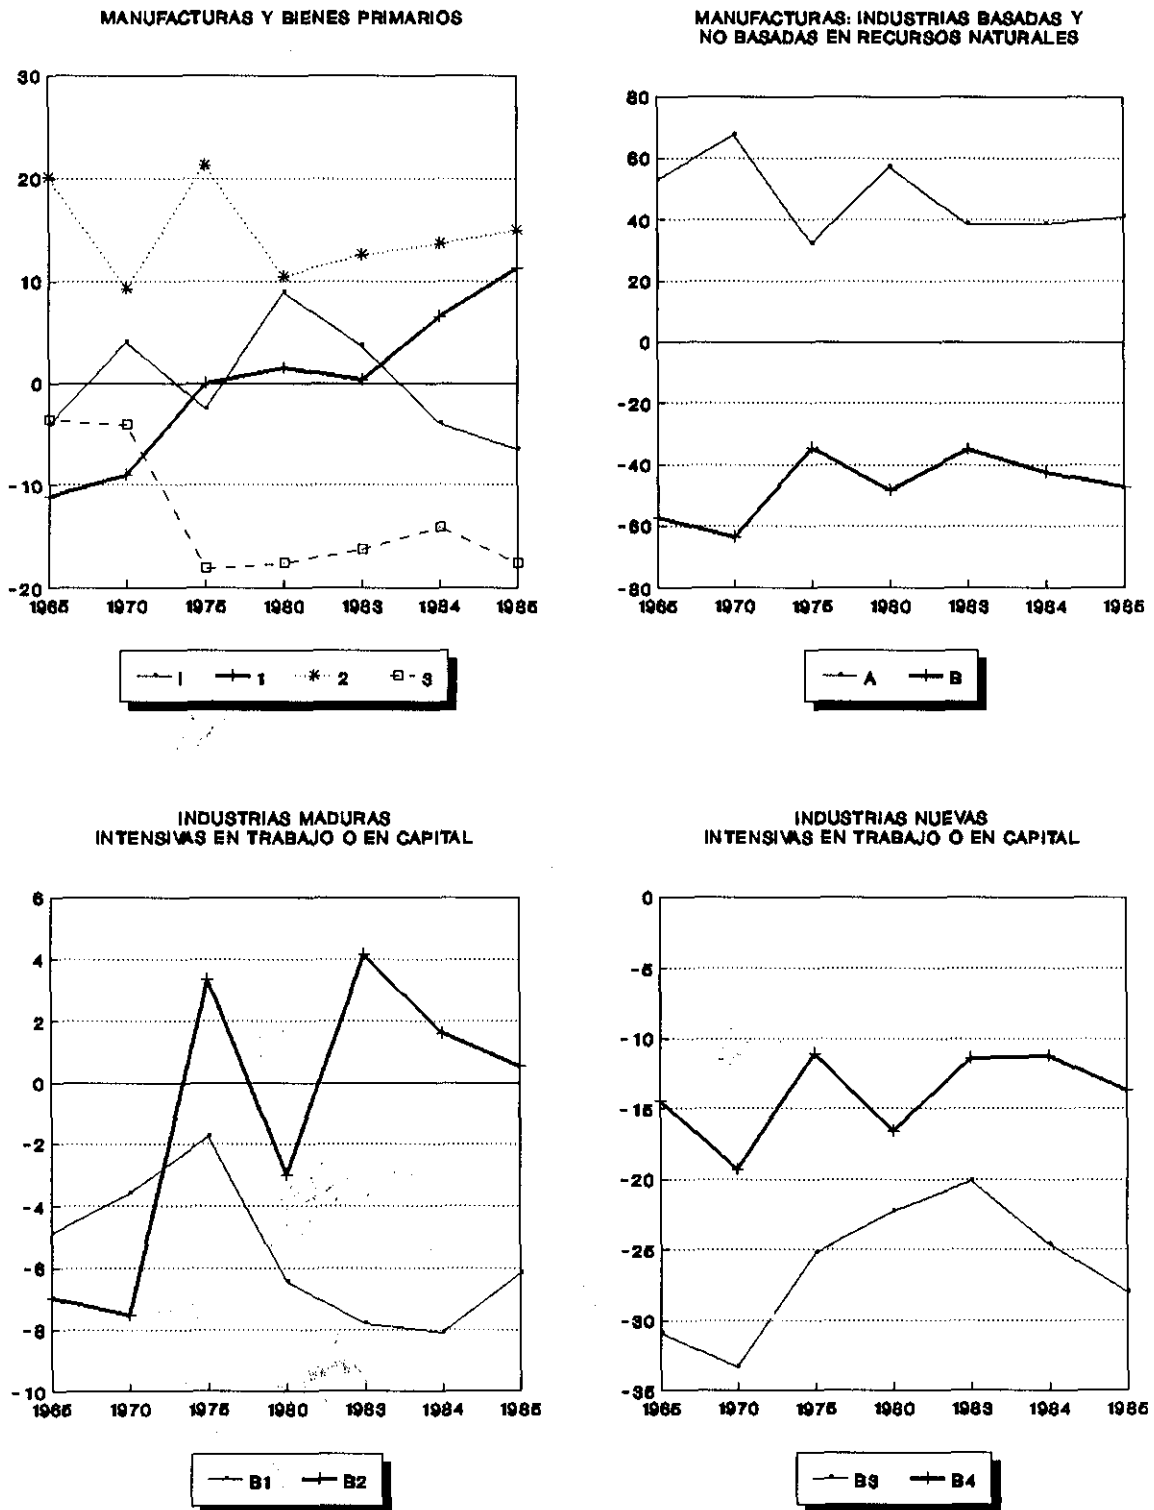 MANUFACTURAS Y BIENES PRIMARIOS
30
20
10
0
-10
-20
1965 1970 1975 1980 1983 1984 1985
I 1 2 3
MANUFACTURAS: INDUSTRIAS BASADAS Y
NO BASADAS EN RECURSOS NATURALES
80
60
40
20
0
-20
-40
-60
-80
1965 1970 1975 1980 1983 1984 1985
A B
INDUSTRIAS MADURAS
INTENSIVAS EN TRABAJO O EN CAPITAL
6
4
2
0
-2
-4
-6
-8
-10
1965 1970 1975 1980 1983 1984 1985
B1 B2
INDUSTRIAS NUEVAS
INTENSIVAS EN TRABAJO O EN CAPITAL
0
-5
-10
-15
-20
-25
-30
-35
1965 1970 1975 1980 1983 1984 1985
B3 B4